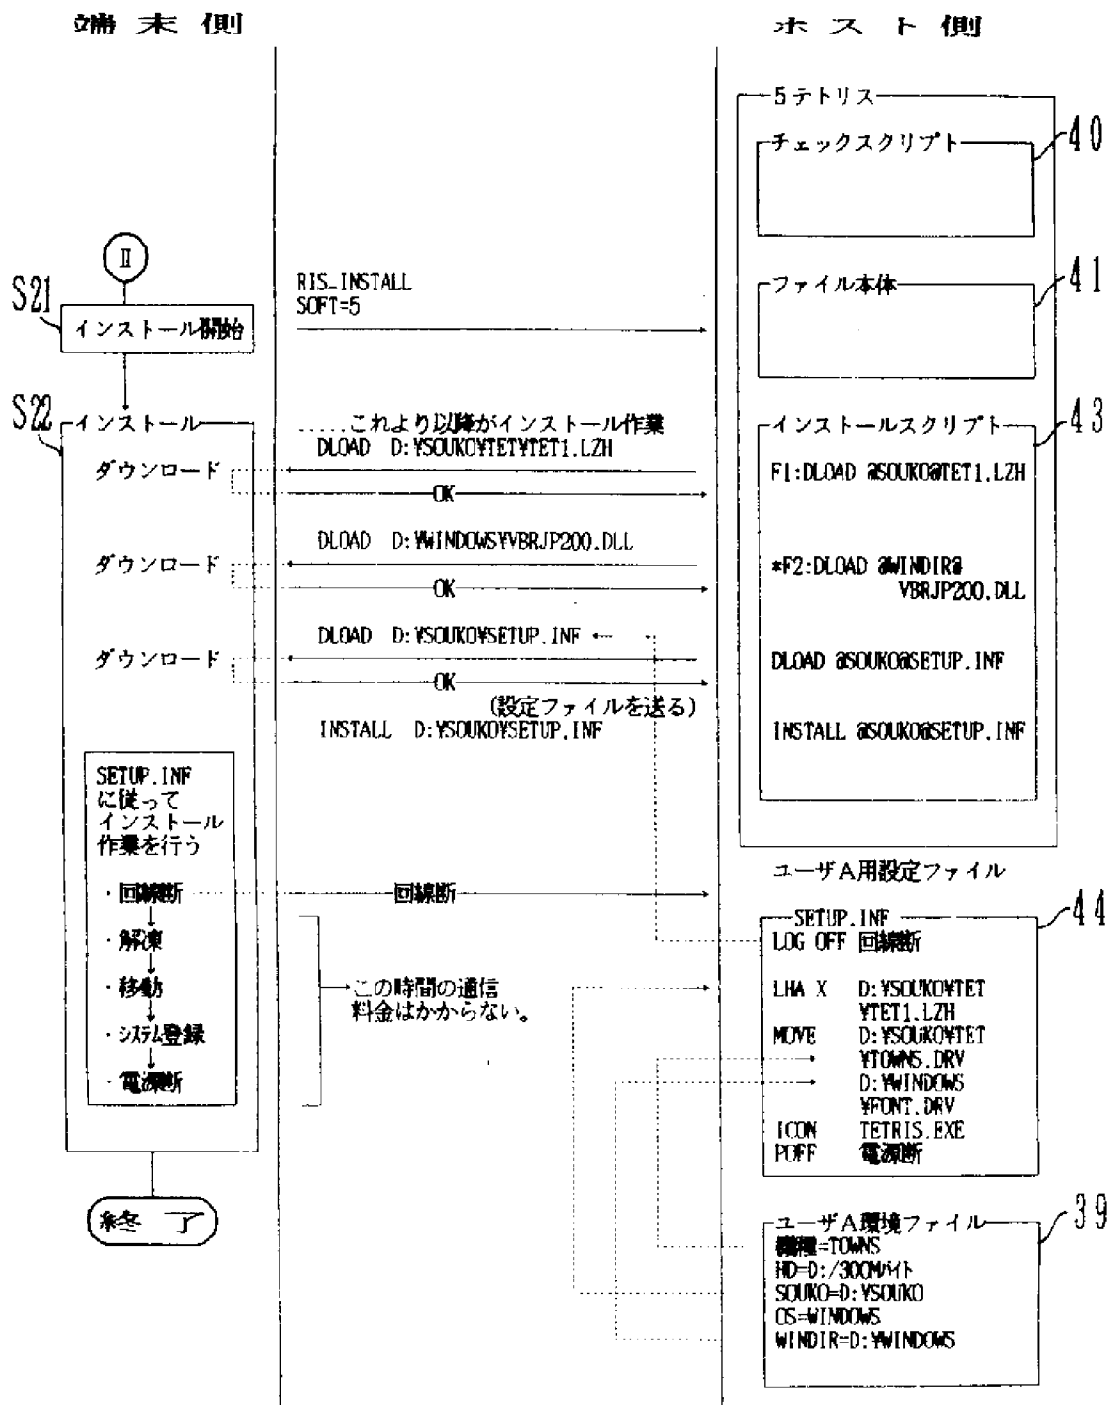 端末側
ホスト側
5テトリス
チェックスクリプト
40
ファイル本体
41
Ⅱ
S21
インストール開始
RIS_INSTALL
SOFT=5
S22
インストール
.....これより以降がインストール作業
DLOAD D:¥SOUKO¥TET¥TET1.LZH
ダウンロード
OK
DLOAD D:¥WINDOWS¥VBRJP200.DLL
ダウンロード
OK
DLOAD D:¥SOUKO¥SETUP.INF
ダウンロード
OK
(設定ファイルを送る)
INSTALL D:¥SOUKO¥SETUP.INF
インストールスクリプト
43
F1:DLOAD @SOUKO@TET1.LZH
*F2:DLOAD @WINDIR@
VBRJP200.DLL
DLOAD @SOUKO@SETUP.INF
INSTALL @SOUKO@SETUP.INF
SETUP.INF
に従って
インストール
作業を行う
・回線断
回線断
・解凍
・移動
・システム登録
・電源断
この時間の通信
料金はかからない。
終了
ユーザA用設定ファイル
44
SETUP.INF
LOG OFF 回線断
LHA X D:¥SOUKO¥TET
¥TET1.LZH
MOVE D:¥SOUKO¥TET
¥TOWNS.DRV
D:¥WINDOWS
¥FONT.DRV
ICON TETRIS.EXE
POFF 電源断
ユーザA環境ファイル
39
機種=TOWNS
HD=D:/300Mバイト
SOUKO=D:¥SOUKO
OS=WINDOWS
WINDIR=D:¥WINDOWS